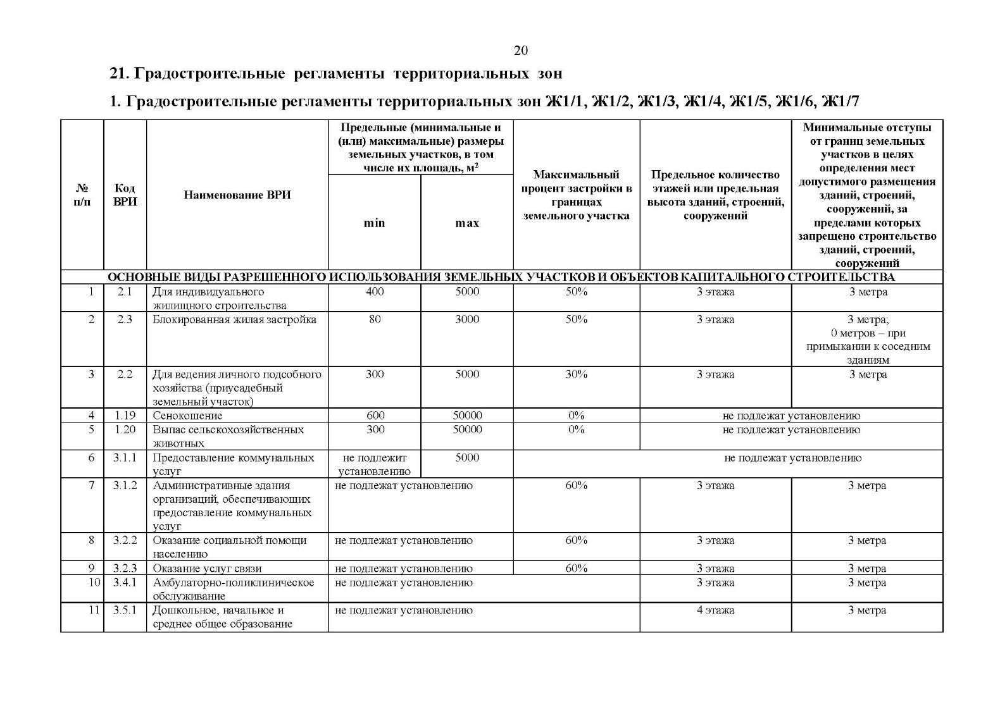 20
21. Градостроительные регламенты территориальных зон
1. Градостроительные регламенты территориальных зон Ж1/1, Ж1/2, Ж1/3, Ж1/4, Ж1/5, Ж1/6, Ж1/7
№
п/п
Код
ВРИ
Наименование ВРИ
Предельные (минимальные и
(или) максимальные) размеры
земельных участков, в том
числе их площадь, м²
min
max
Максимальный
процент застройки в
границах
земельного участка
Предельное количество
этажей или предельная
высота зданий, строений,
сооружений
Минимальные отступы
от границ земельных
участков в целях
определения мест
допустимого размещения
зданий, строений,
сооружений, за
пределами которых
запрещено строительство
зданий, строений,
сооружений
ОСНОВНЫЕ ВИДЫ РАЗРЕШЕННОГО ИСПОЛЬЗОВАНИЯ ЗЕМЕЛЬНЫХ УЧАСТКОВ И ОБЪЕКТОВ КАПИТАЛЬНОГО СТРОИТЕЛЬСТВА
1 2.1 Для индивидуального 400 5000 50% 3 этажа 3 метра
жилищного строительства
2 2.3 Блокированная жилая застройка 80 3000 50% 3 этажа 3 метра;
0 метров – при
примыкании к соседним
зданиям
3 2.2 Для ведения личного подсобного 300 5000 30% 3 этажа 3 метра
хозяйства (приусадебный
земельный участок)
4 1.19 Сенокошение 600 50000 0% не подлежат установлению
5 1.20 Выпас сельскохозяйственных 300 50000 0% не подлежат установлению
животных
6 3.1.1 Предоставление коммунальных не подлежит 5000 не подлежат установлению
услуг установлению
7 3.1.2 Административные здания не подлежат установлению 60% 3 этажа 3 метра
организаций, обеспечивающих
предоставление коммунальных
услуг
8 3.2.2 Оказание социальной помощи не подлежат установлению 60% 3 этажа 3 метра
населению
9 3.2.3 Оказание услуг связи не подлежат установлению 60% 3 этажа 3 метра
10 3.4.1 Амбулаторно-поликлиническое не подлежат установлению 3 этажа 3 метра
обслуживание
11 3.5.1 Дошкольное, начальное и не подлежат установлению 4 этажа 3 метра
среднее общее образование